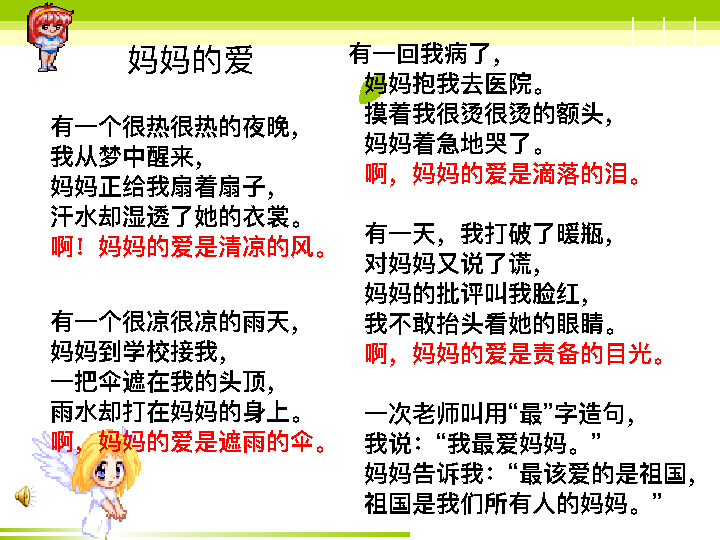 妈妈的爱
有一个很热很热的夜晚，
我从梦中醒来，
妈妈正给我扇着扇子，
汗水却湿透了她的衣裳。
啊！妈妈的爱是清凉的风。
有一个很凉很凉的雨天，
妈妈到学校接我，
一把伞遮在我的头顶，
雨水却打在妈妈的身上。
啊，妈妈的爱是遮雨的伞。
有一回我病了，
妈妈抱我去医院。
摸着我很烫很烫的额头，
妈妈着急地哭了。
啊，妈妈的爱是滴落的泪。
有一天，我打破了暖瓶，
对妈妈又说了谎，
妈妈的批评叫我脸红，
我不敢抬头看她的眼睛。
啊，妈妈的爱是责备的目光。
一次老师叫用“最”字造句，
我说：“我最爱妈妈。”
妈妈告诉我：“最该爱的是祖国，
祖国是我们所有人的妈妈。”